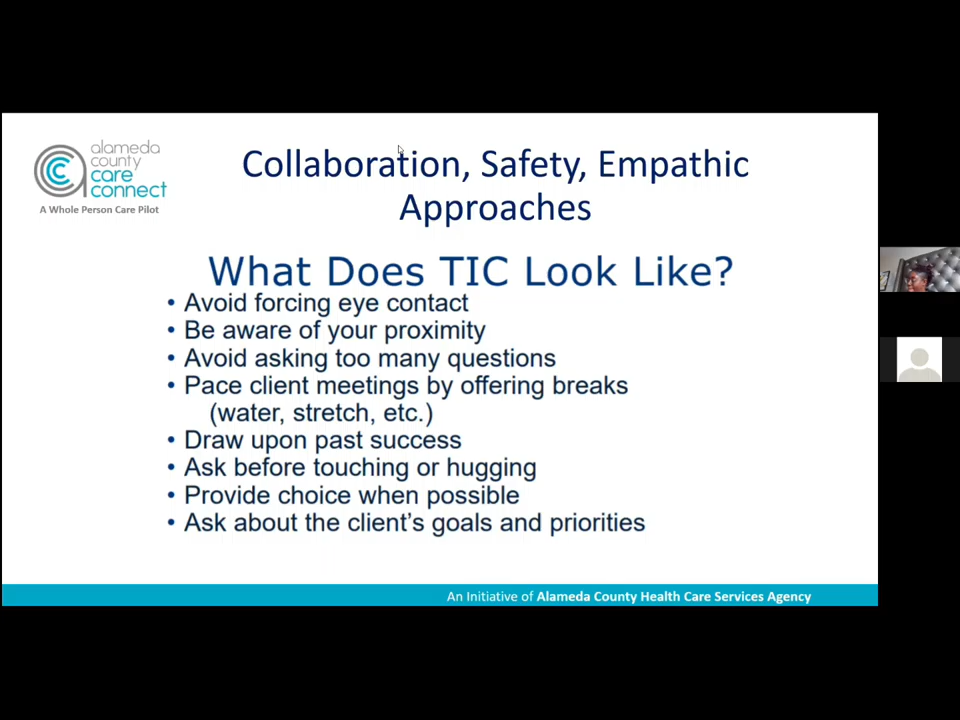 alameda
county
care
connect
A Whole Person Care Pilot
Collaboration, Safety, Empathic
Approaches
What Does TIC Look Like?
• Avoid forcing eye contact
• Be aware of your proximity
• Avoid asking too many questions
• Pace client meetings by offering breaks
(water, stretch, etc.)
• Draw upon past success
• Ask before touching or hugging
• Provide choice when possible
• Ask about the client's goals and priorities
An Initiative of Alameda County Health Care Services Agency